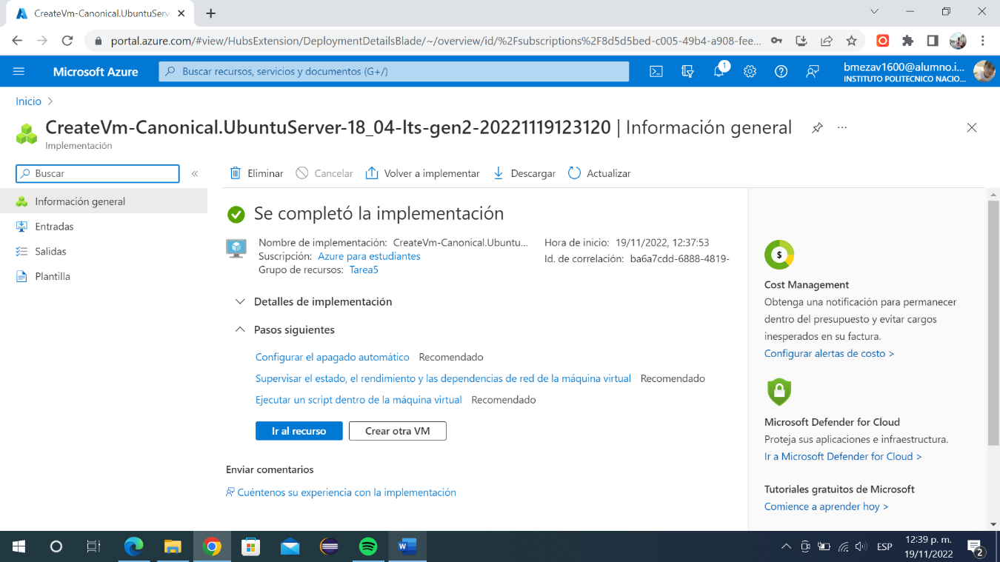 CreateVm-Canonical.UbuntuServ
portal.azure.com/#view/HubsExtension/DeploymentDetailsBlade/~/overview/id/%2Fsubscriptions%2F8d5d5bed-c005-49b4-a908-fee...
Microsoft Azure
Buscar recursos, servicios y documentos (G+/)
1
bmezav1600@alumno.i...
INSTITUTO POLITECNICO NACIO...
Inicio
CreateVm-Canonical.UbuntuServer-18_04-lts-gen2-20221119123120 | Información general
Implementación
Buscar
Eliminar
Cancelar
Volver a implementar
Descargar
Actualizar
Información general
Entradas
Salidas
Plantilla
Se completó la implementación
Nombre de implementación: CreateVm-Canonical.Ubuntu...
Suscripción: Azure para estudiantes
Grupo de recursos: Tarea5
Hora de inicio: 19/11/2022, 12:37:53
Id. de correlación: ba6a7cdd-6888-4819-
Detalles de implementación
Pasos siguientes
Configurar el apagado automático Recomendado
Supervisar el estado, el rendimiento y las dependencias de red de la máquina virtual Recomendado
Ejecutar un script dentro de la máquina virtual Recomendado
Ir al recurso
Crear otra VM
Enviar comentarios
Cuéntenos su experiencia con la implementación
Cost Management
Obtenga una notificación para permanecer
dentro del presupuesto y evitar cargos
inesperados en su factura.
Configurar alertas de costo >
Microsoft Defender for Cloud
Proteja sus aplicaciones e infraestructura.
Ir a Microsoft Defender for Cloud >
Tutoriales gratuitos de Microsoft
Comience a aprender hoy >
ESP
12:39 p. m.
19/11/2022
2